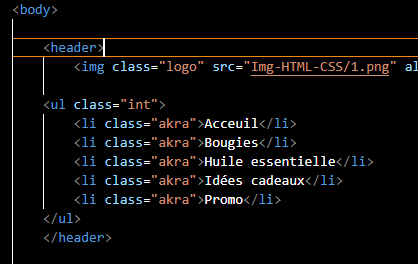 <body>
<header>
<img class="logo" src="Img-HTML-CSS/1.png" al
<ul class="int">
<li class="akra">Acceuil</li>
<li class="akra">Bougies</li>
<li class="akra">Huile essentielle</li>
<li class="akra">Idées cadeaux</li>
<li class="akra">Promo</li>
</ul>
</header>